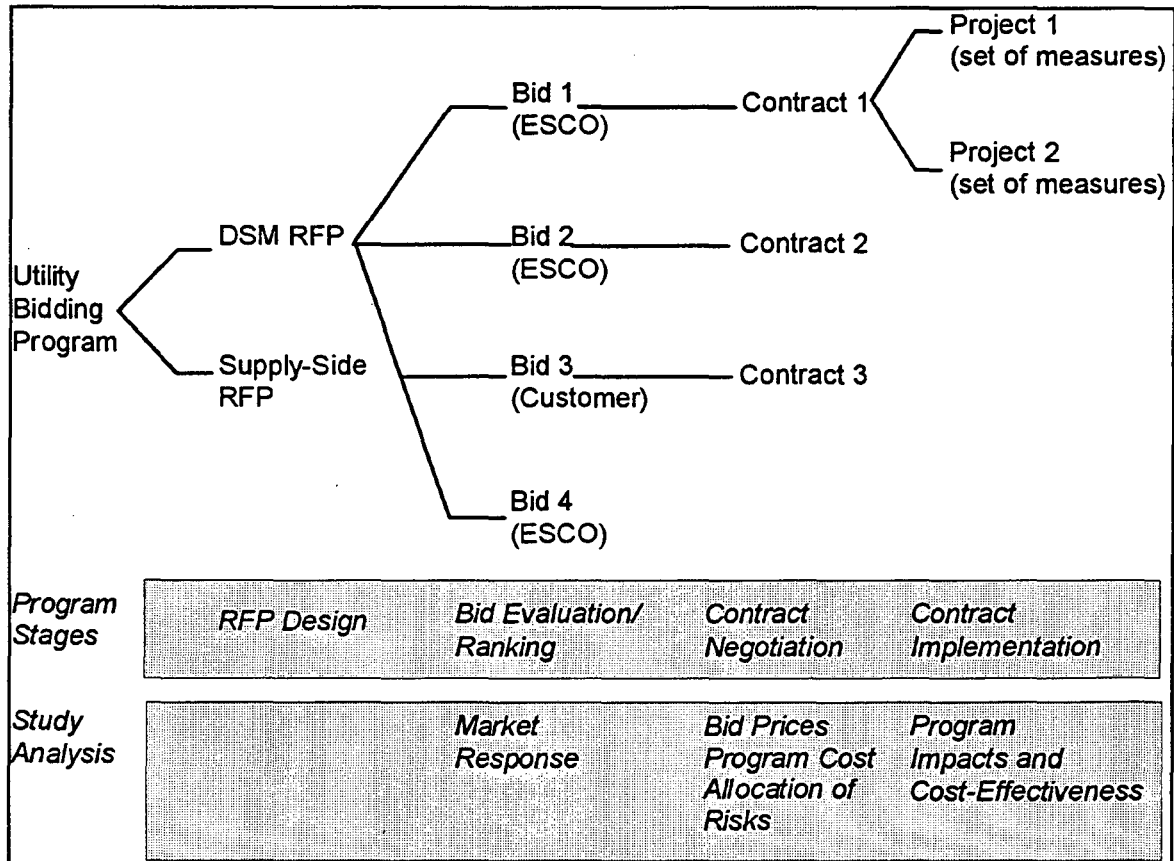 Project 1
(set of measures)
Bid 1
(ESCO)
Contract 1
Project 2
(set of measures)
DSM RFP
Bid 2
(ESCO)
Contract 2
Utility
Bidding
Program
Supply-Side
RFP
Bid 3
(Customer)
Contract 3
Bid 4
(ESCO)
Program
Stages
RFP Design
Bid Evaluation/
Ranking
Contract
Negotiation
Contract
Implementation
Study
Analysis
Market
Response
Bid Prices
Program Cost
Allocation of
Risks
Program
Impacts and
Cost-Effectiveness